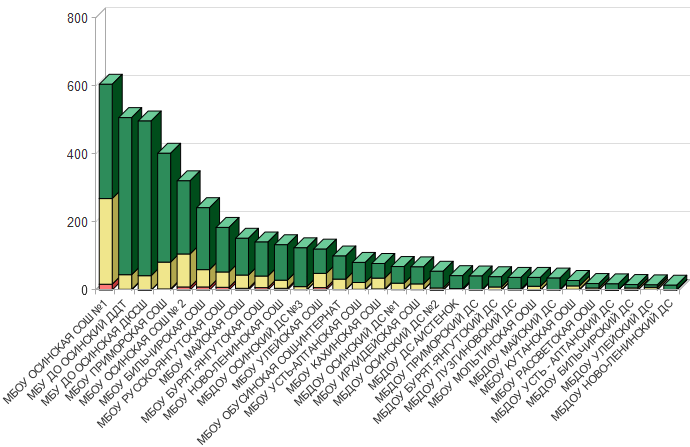 800
600
400
200
0
МБОУ ОСИНСКАЯ СОШ №1
МБУ ДО ОСИНСКИЙ ДДТ
МБУ ДО ОСИНСКАЯ ДЮСШ
МБОУ ПРИМОРСКАЯ СОШ
МБОУ ОСИНСКАЯ СОШ № 2
МБОУ БИЛЬЧИРСКАЯ СОШ
МБОУ РУССКО-ЯНГУТСКАЯ СОШ
МБОУ МАЙСКАЯ СОШ
МБОУ БУРЯТ-ЯНГУТСКАЯ СОШ
МБОУ НОВО-ЛЕНИНСКАЯ СОШ
МБДОУ ОСИНСКИЙ ДС №3
МБОУ УЛЕЙСКАЯ СОШ
МБОУ ОБУСИНСКАЯ СОШ-ИНТЕРНАТ
МБОУ УСТЬ-АЛТАНСКАЯ СОШ
МБОУ КАХИНСКАЯ СОШ
МБДОУ ОСИНСКИЙ ДС №1
МБОУ ИРХИДЕЙСКАЯ СОШ
МБДОУ ОСИНСКИЙ ДС №2
МБДОУ ДС АИСТЕНОК
МБДОУ ПРИМОРСКИЙ ДС
МБДОУ БУРЯТ-ЯНГУТСКИЙ ДС
МБДОУ ЛУЗГИНОВСКИЙ ДС
МБОУ МОЛЬТИНСКАЯ ООШ
МБДОУ МАЙСКИЙ ДС
МБОУ КУТАНСКАЯ ООШ
МБОУ РАССВЕТСКАЯ ООШ
МБДОУ УСТЬ - АЛТАНСКИЙ ДС
МБДОУ БИЛЬЧИРСКИЙ ДС
МБДОУ УЛЕЙСКИЙ ДС
МБДОУ НОВО-ЛЕНИНСКИЙ ДС